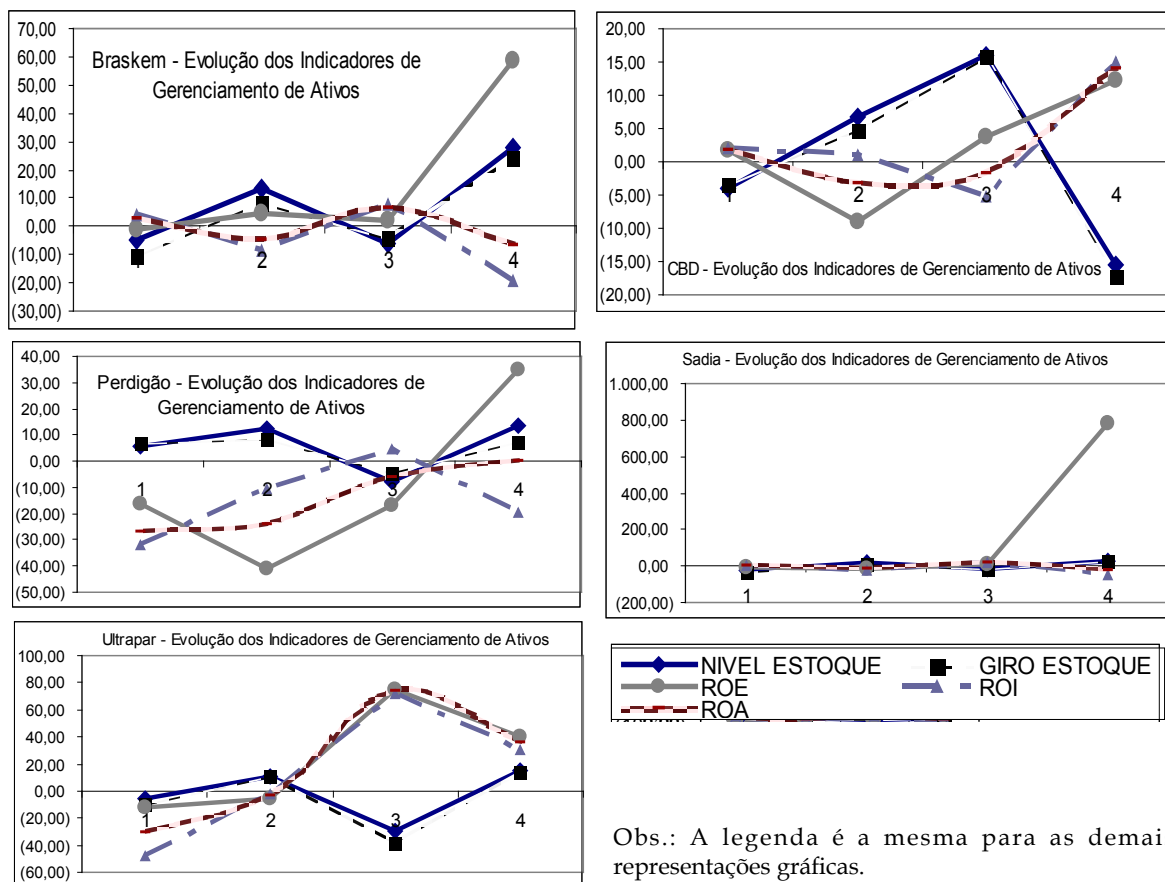 70,00
60,00
50,00
40,00
30,00
20,00
10,00
0,00
(10,00)
(20,00)
(30,00)
Braskem - Evolução dos Indicadores de
Gerenciamento de Ativos
1 2 3 4
20,00
15,00
10,00
5,00
0,00
(5,00)
(10,00)
(15,00)
(20,00)
1 2 3 4
CBD - Evolução dos Indicadores de Gerenciamento de Ativos
40,00
30,00
20,00
10,00
0,00
(10,00)
(20,00)
(30,00)
(40,00)
(50,00)
Perdigão - Evolução dos Indicadores de
Gerenciamento de Ativos
1 2 3 4
Sadia - Evolução dos Indicadores de Gerenciamento de Ativos
1.000,00
800,00
600,00
400,00
200,00
0,00
(200,00)
1 2 3 4
Ultrapar - Evolução dos Indicadores de Gerenciamento de Ativos
100,00
80,00
60,00
40,00
20,00
0,00
(20,00)
(40,00)
(60,00)
1 2 3 4
NIVEL ESTOQUE GIRO ESTOQUE
ROE ROI
ROA
Obs.: A legenda é a mesma para as demai
representações gráficas.